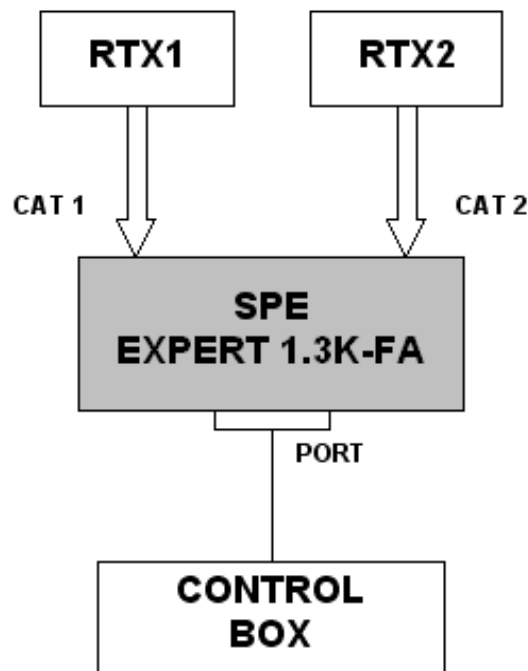 RTX1
RTX2
CAT 1
CAT 2
SPE
EXPERT 1.3K-FA
PORT
CONTROL
BOX